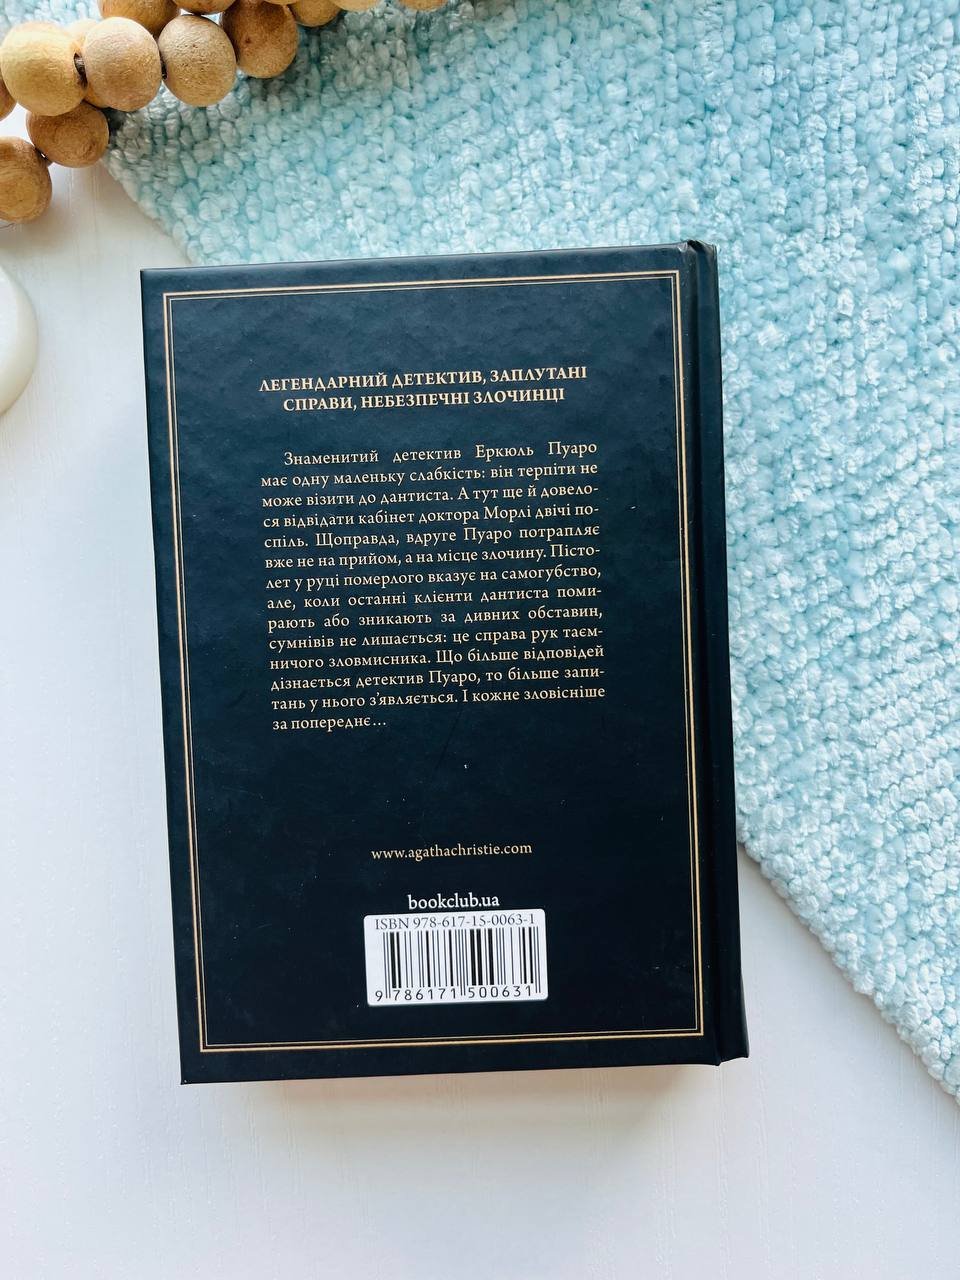 ЛЕГЕНДАРНИЙ ДЕТЕКТИВ, ЗАПЛУТАНІ
СПРАВИ, НЕБЕЗПЕЧНІ ЗЛОЧИНЦІ
Знаменитий детектив Еркюль Пуаро
має одну маленьку слабкість: він терпіти не
може візити до дантиста. А тут ще й довело-
ся відвідати кабінет доктора Морлі двічі по-
спіль. Щоправда, вдруге Пуаро потрапляє
вже не на прийом, а на місце злочину. Писто-
лет у руці померлого вказує на самогубство,
але, коли останні клієнти дантиста поми-
рають або зникають за дивних обставин,
сумнівів не лишається: це справа рук таєм-
ничого зловмисника. Що більше відповідей
дізнається детектив Пуаро, то більше запи-
тань у нього з’являється. І кожне зловісніше
за попереднє…
www.agathachristie.com
bookclub.ua
ISBN 978-617-15-0063-1
9 786171 500631